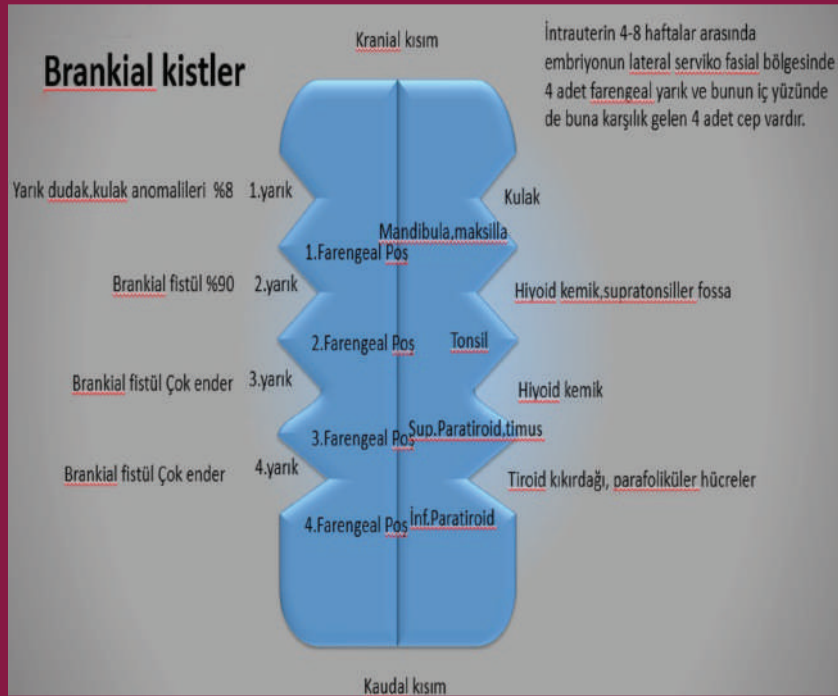 Kranial kısım
Brankial kistler
İntrauterin 4-8 haftalar arasında
embriyonun lateral serviko fasial bölgesinde
4 adet farengeal yarık ve bunun iç yüzünde
de buna karşılık gelen 4 adet cep vardır.
Yarık dudak,kulak anomalileri %8 1.yarık
Kulak
Mandibula,maksilla
1.Farengeal Poş
Brankial fistül %90 2.yarık
Hiyoid kemik,supratonsiller fossa
2.Farengeal Poş Tonsil
Brankial fistül Çok ender 3.yarık
Hiyoid kemik
3.Farengeal Poş Sup.Paratiroid,timus
Brankial fistül Çok ender 4.yarık
Tiroid kıkırdağı, parafoliküler hücreler
4.Farengeal Poş İnf.Paratiroid
Kaudal kısım